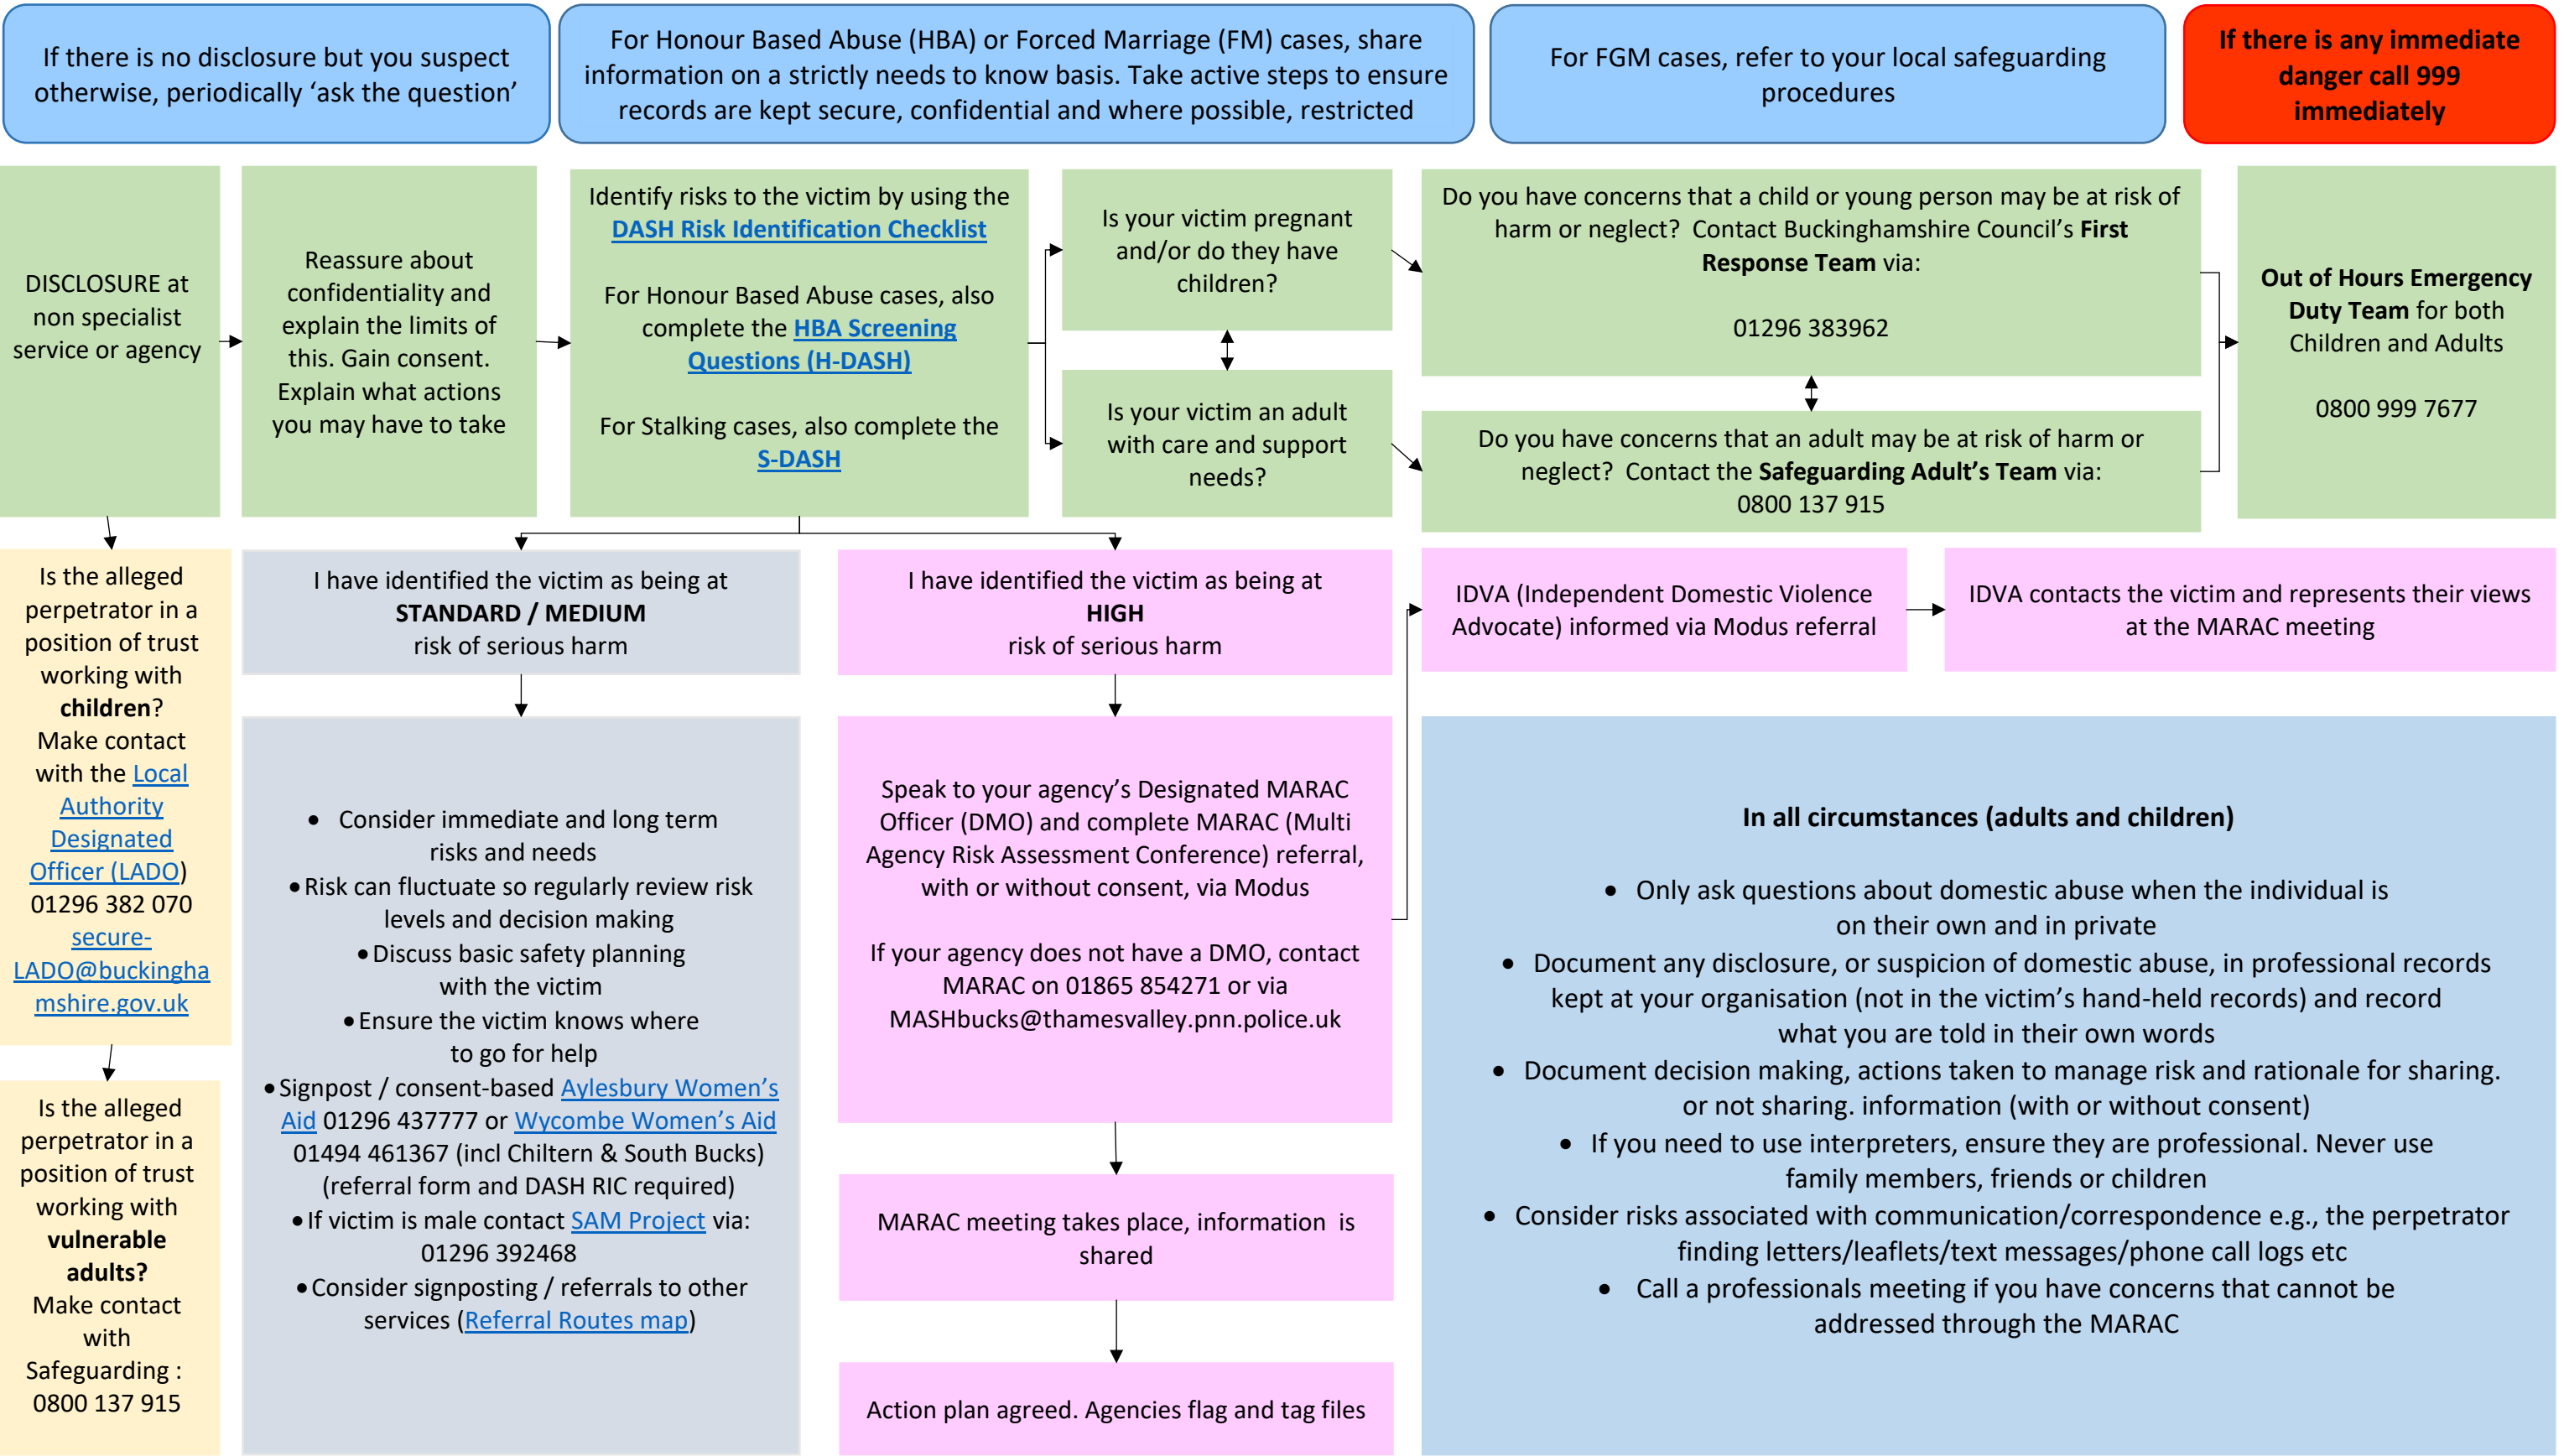 If there is no disclosure but you suspect
otherwise, periodically ‘ask the question’
For Honour Based Abuse (HBA) or Forced Marriage (FM) cases, share
information on a strictly needs to know basis. Take active steps to ensure
records are kept secure, confidential and where possible, restricted
For FGM cases, refer to your local safeguarding
procedures
If there is any immediate
danger call 999
immediately
DISCLOSURE at
non specialist
service or agency
Reassure about
confidentiality and
explain the limits of
this. Gain consent.
Explain what actions
you may have to take
Identify risks to the victim by using the
DASH Risk Identification Checklist
For Honour Based Abuse cases, also
complete the HBA Screening
Questions (H-DASH)
For Stalking cases, also complete the
S-DASH
Is your victim pregnant
and/or do they have
children?
Is your victim an adult
with care and support
needs?
Do you have concerns that a child or young person may be at risk of
harm or neglect? Contact Buckinghamshire Council’s First
Response Team via:
01296 383962
Do you have concerns that an adult may be at risk of harm or
neglect? Contact the Safeguarding Adult’s Team via:
0800 137 915
Out of Hours Emergency
Duty Team for both
Children and Adults
0800 999 7677
Is the alleged
perpetrator in a
position of trust
working with
children?
Make contact
with the Local
Authority
Designated
Officer (LADO)
01296 382 070
secure-
LADO@buckingha
mshire.gov.uk
Is the alleged
perpetrator in a
position of trust
working with
vulnerable
adults?
Make contact
with
Safeguarding :
0800 137 915
I have identified the victim as being at
STANDARD / MEDIUM
risk of serious harm
• Consider immediate and long term
risks and needs
• Risk can fluctuate so regularly review risk
levels and decision making
• Discuss basic safety planning
with the victim
• Ensure the victim knows where
to go for help
• Signpost / consent-based Aylesbury Women’s
Aid 01296 437777 or Wycombe Women’s Aid
01494 461367 (incl Chiltern & South Bucks)
(referral form and DASH RIC required)
• If victim is male contact SAM Project via:
01296 392468
• Consider signposting / referrals to other
services (Referral Routes map)
I have identified the victim as being at
HIGH
risk of serious harm
Speak to your agency’s Designated MARAC
Officer (DMO) and complete MARAC (Multi
Agency Risk Assessment Conference) referral,
with or without consent, via Modus
If your agency does not have a DMO, contact
MARAC on 01865 854271 or via
MASHbucks@thamesvalley.pnn.police.uk
MARAC meeting takes place, information is
shared
Action plan agreed. Agencies flag and tag files
IDVA (Independent Domestic Violence
Advocate) informed via Modus referral
IDVA contacts the victim and represents their views
at the MARAC meeting
In all circumstances (adults and children)
• Only ask questions about domestic abuse when the individual is
on their own and in private
• Document any disclosure, or suspicion of domestic abuse, in professional records
kept at your organisation (not in the victim’s hand-held records) and record
what you are told in their own words
• Document decision making, actions taken to manage risk and rationale for sharing.
or not sharing. information (with or without consent)
• If you need to use interpreters, ensure they are professional. Never use
family members, friends or children
• Consider risks associated with communication/correspondence e.g., the perpetrator
finding letters/leaflets/text messages/phone call logs etc
• Call a professionals meeting if you have concerns that cannot be
addressed through the MARAC